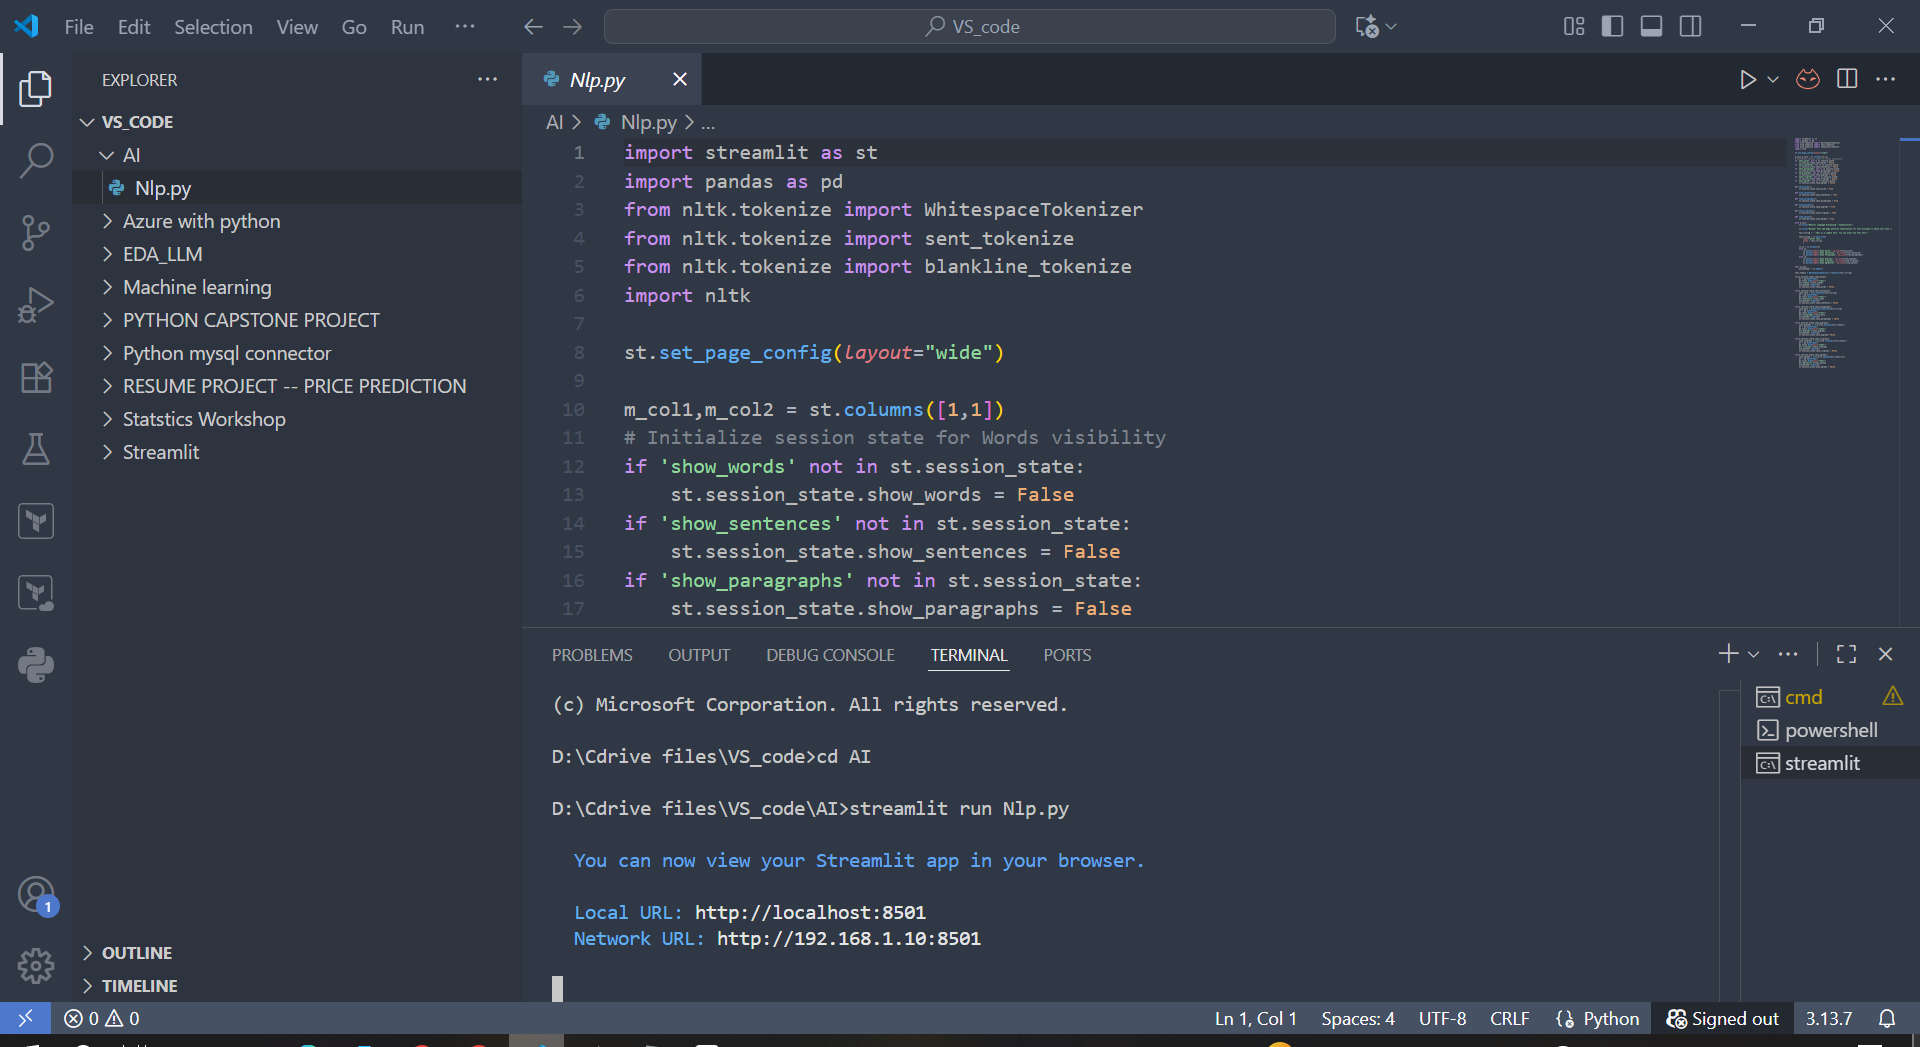 File Edit Selection View Go Run ···
VS_code
EXPLORER
VS_CODE
AI
Nlp.py
Azure with python
EDA_LLM
Machine learning
PYTHON CAPSTONE PROJECT
Python mysql connector
RESUME PROJECT -- PRICE PREDICTION
Statstics Workshop
Streamlit
OUTLINE
TIMELINE
Nlp.py
AI > Nlp.py > ...
1 import streamlit as st
2 import pandas as pd
3 from nltk.tokenize import WhitespaceTokenizer
4 from nltk.tokenize import sent_tokenize
5 from nltk.tokenize import blankline_tokenize
6 import nltk
7
8 st.set_page_config(layout="wide")
9
10 m_col1,m_col2 = st.columns([1,1])
11 # Initialize session state for Words visibility
12 if 'show_words' not in st.session_state:
13     st.session_state.show_words = False
14 if 'show_sentences' not in st.session_state:
15     st.session_state.show_sentences = False
16 if 'show_paragraphs' not in st.session_state:
17     st.session_state.show_paragraphs = False
PROBLEMS OUTPUT DEBUG CONSOLE TERMINAL PORTS
(c) Microsoft Corporation. All rights reserved.
D:\Cdrive files\VS_code>cd AI
D:\Cdrive files\VS_code\AI>streamlit run Nlp.py
You can now view your Streamlit app in your browser.
Local URL: http://localhost:8501
Network URL: http://192.168.1.10:8501
cmd
powershell
streamlit
1
0 0
Ln 1, Col 1 Spaces: 4 UTF-8 CRLF Python Signed out 3.13.7